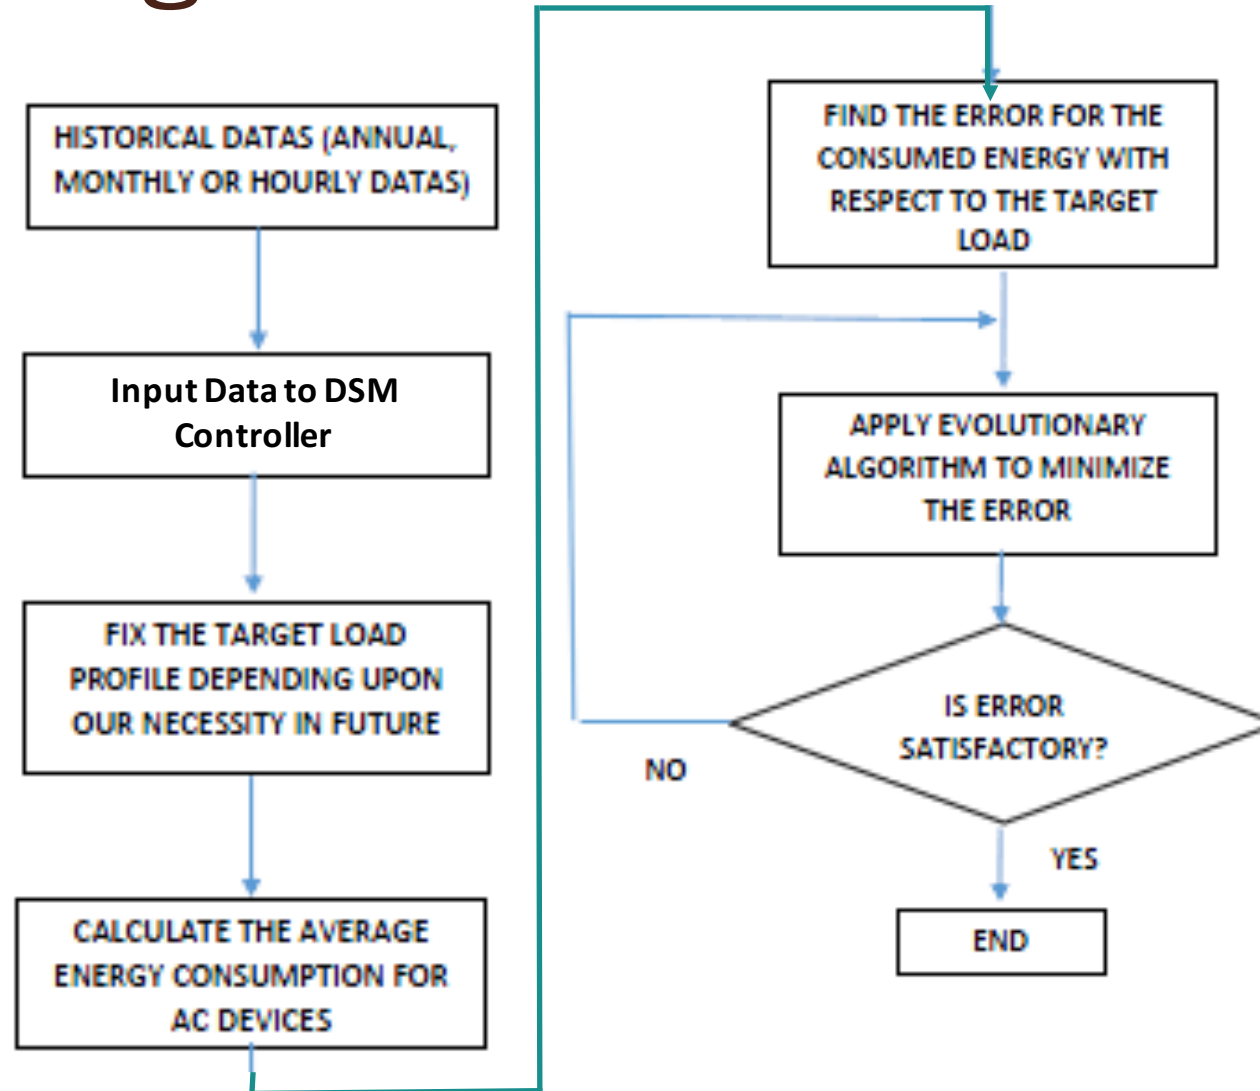 HISTORICAL DATAS (ANNUAL,
MONTHLY OR HOURLY DATAS)
Input Data to DSM
Controller
FIX THE TARGET LOAD
PROFILE DEPENDING UPON
OUR NECESSITY IN FUTURE
CALCULATE THE AVERAGE
ENERGY CONSUMPTION FOR
AC DEVICES
FIND THE ERROR FOR THE
CONSUMED ENERGY WITH
RESPECT TO THE TARGET
LOAD
APPLY EVOLUTIONARY
ALGORITHM TO MINIMIZE
THE ERROR
IS ERROR
SATISFACTORY?
NO
YES
END